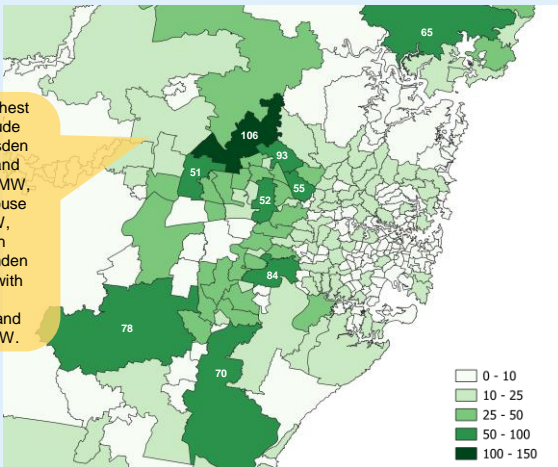 hest
ude
sden
and
MW,
ouse
W,
n
nden
with
and
W.
65
106
93
51
55
52
84
78
70
0 - 10
10 - 25
25 - 50
50 - 100
100 - 150